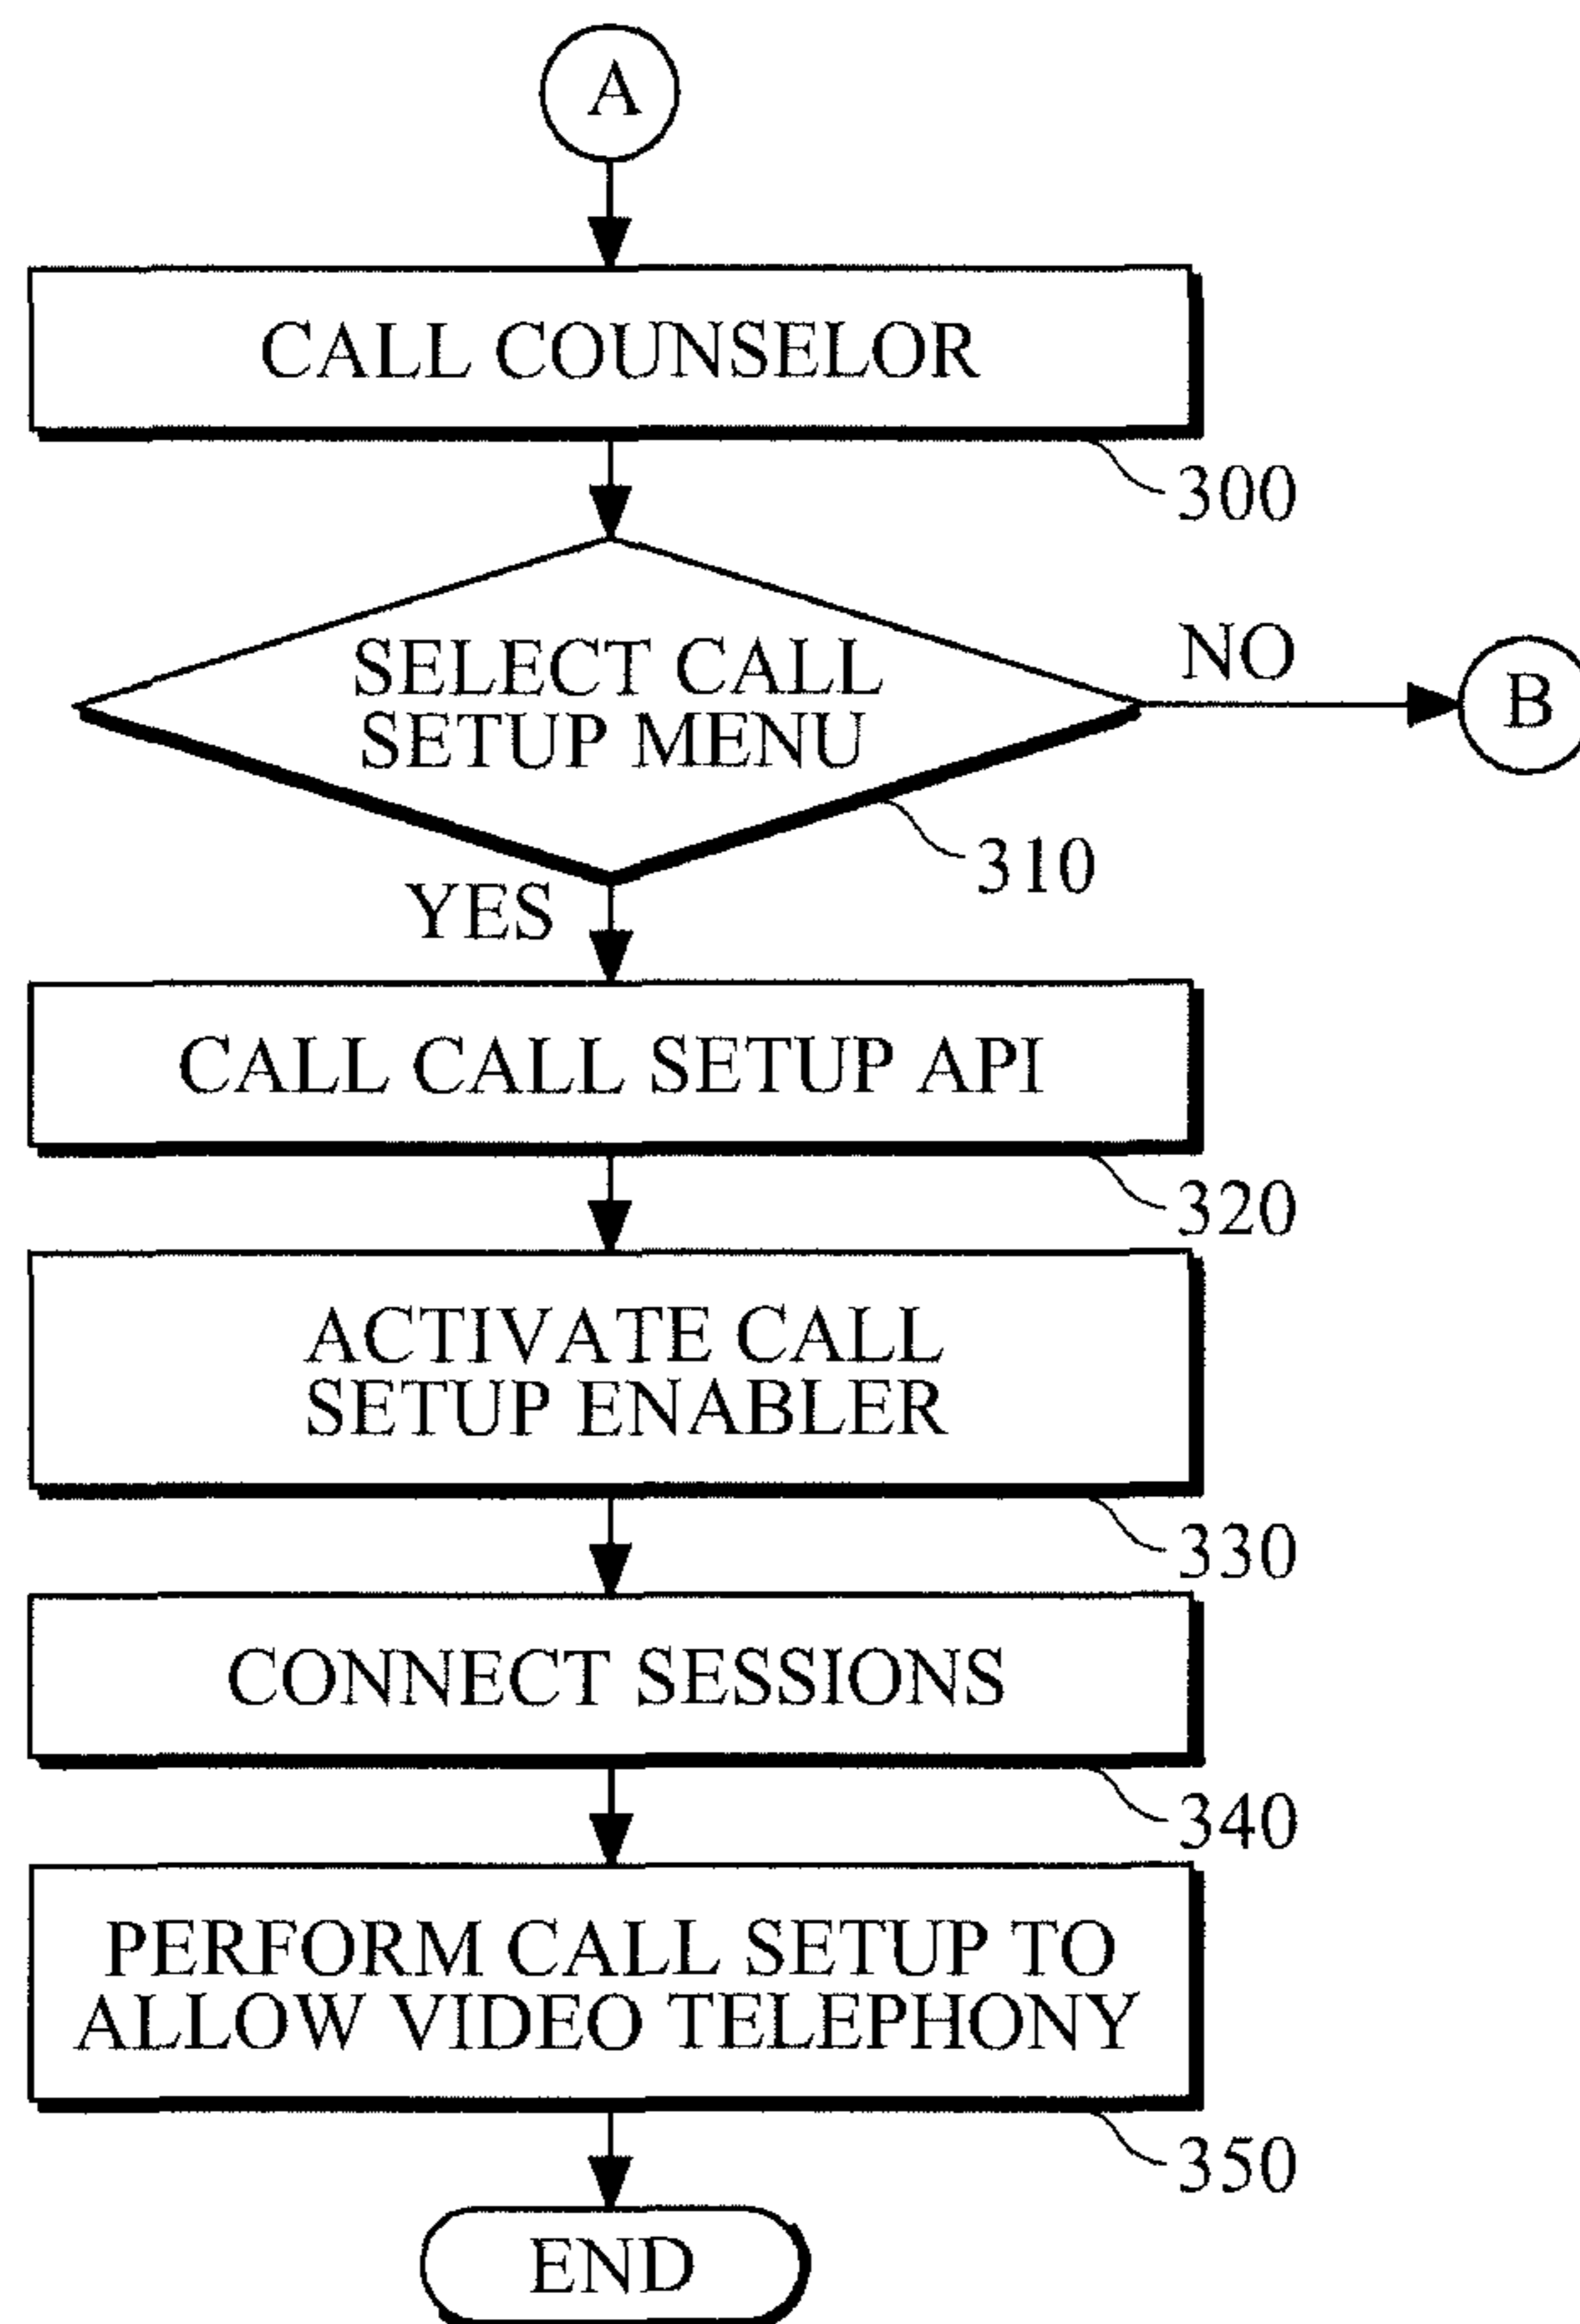 A
CALL COUNSELOR
300
SELECT CALL
SETUP MENU
NO
B
310
YES
CALL CALL SETUP API
320
ACTIVATE CALL
SETUP ENABLER
330
CONNECT SESSIONS
340
PERFORM CALL SETUP TO
ALLOW VIDEO TELEPHONY
350
END